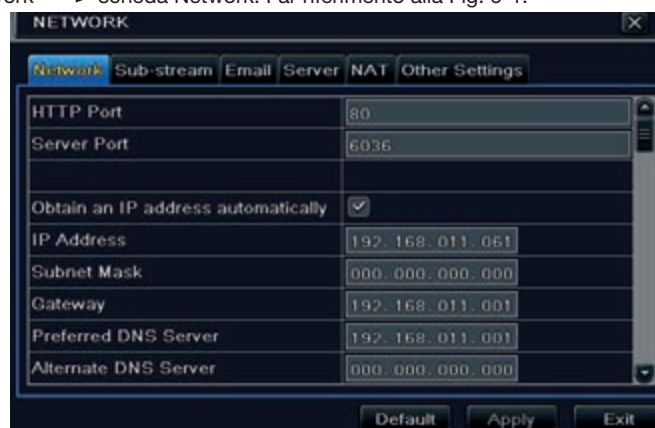 NETWORK
Network Sub-stream Email Server NAT Other Settings
HTTP Port 80
Server Port 6036
Obtain an IP address automatically
IP Address 192. 168. 011. 061
Subnet Mask 000. 000. 000. 000
Gateway 192. 168. 011. 001
Preferred DNS Server 192. 168. 011. 001
Alternate DNS Server 000. 000. 000. 000
Default Apply Exit